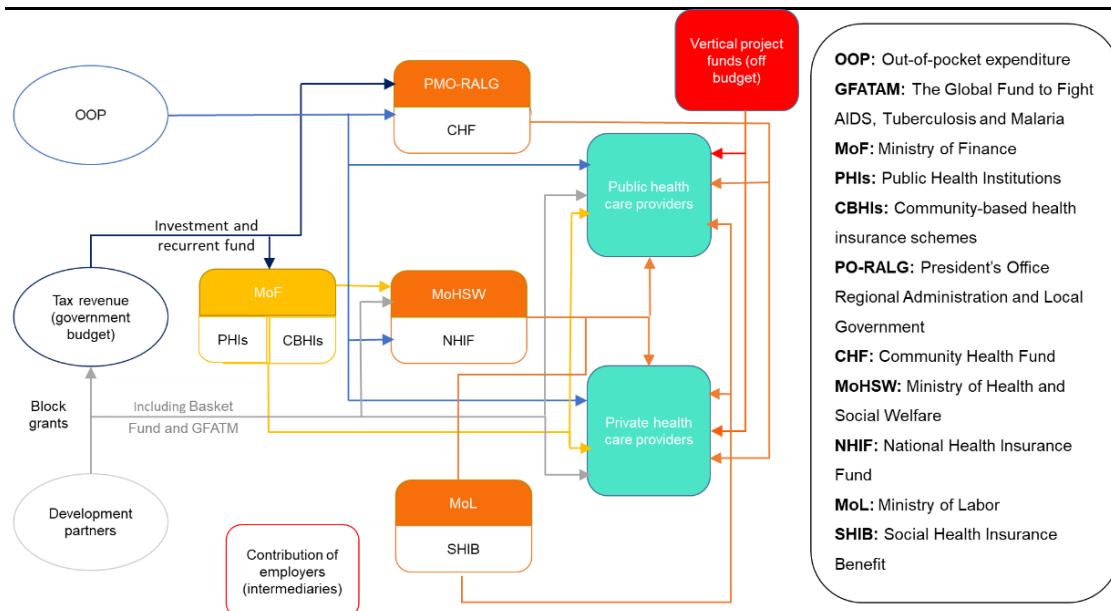 OOP
PMO-RALG
CHF
Vertical project
funds (off
budget)
Public health
care providers
Investment and
recurrent fund
Tax revenue
(government
budget)
MoF
PHIs
CBHIs
MoHSW
NHIF
Block
grants
Including Basket
Fund and GFATM
Private health
care providers
Development
partners
MoL
SHIB
Contribution of
employers
(intermediaries)
OOP: Out-of-pocket expenditure
GFATAM: The Global Fund to Fight
AIDS, Tuberculosis and Malaria
MoF: Ministry of Finance
PHIs: Public Health Institutions
CBHIs: Community-based health
insurance schemes
PO-RALG: President’s Office
Regional Administration and Local
Government
CHF: Community Health Fund
MoHSW: Ministry of Health and
Social Welfare
NHIF: National Health Insurance
Fund
MoL: Ministry of Labor
SHIB: Social Health Insurance
Benefit